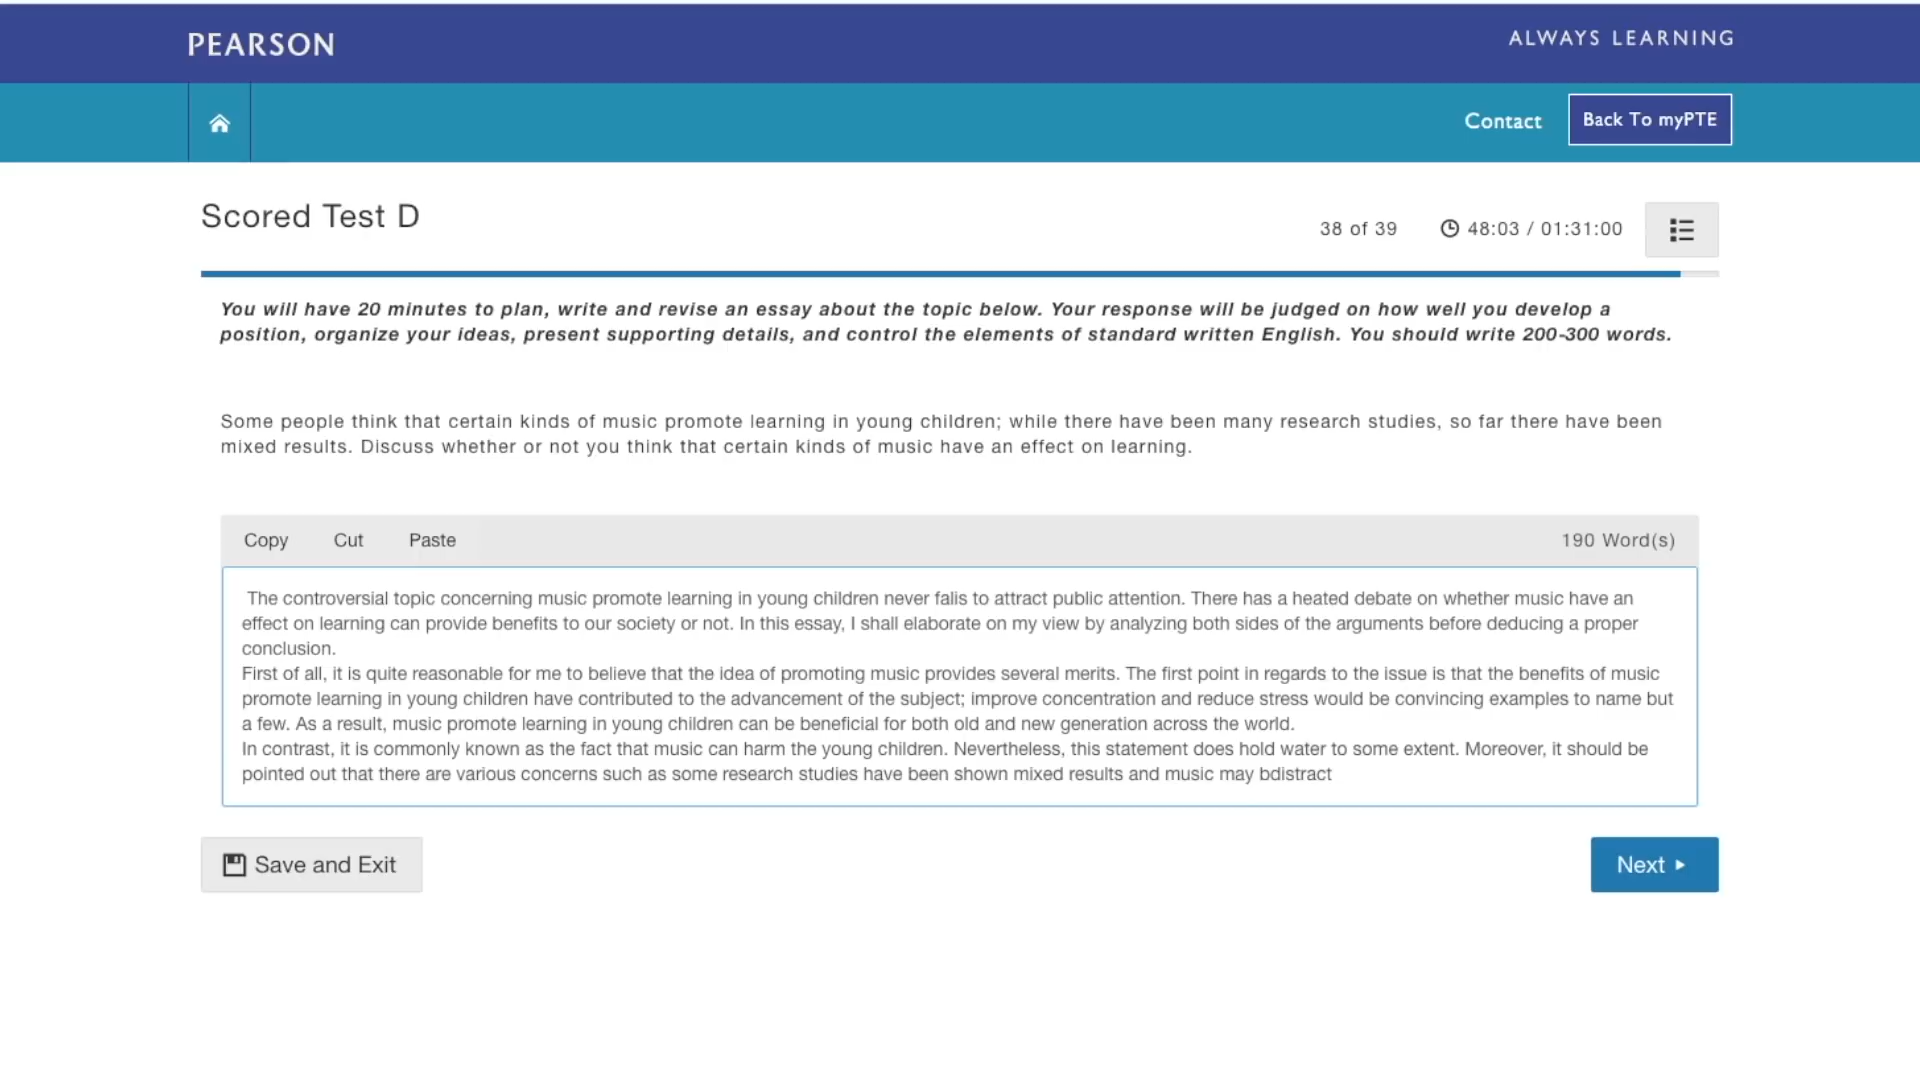 PEARSON
ALWAYS LEARNING
Contact
Back To myPTE
Scored Test D
38 of 39
48:03 / 01:31:00
You will have 20 minutes to plan, write and revise an essay about the topic below. Your response will be judged on how well you develop a
position, organize your ideas, present supporting details, and control the elements of standard written English. You should write 200-300 words.
Some people think that certain kinds of music promote learning in young children; while there have been many research studies, so far there have been
mixed results. Discuss whether or not you think that certain kinds of music have an effect on learning.
Copy Cut Paste
190 Word(s)
The controversial topic concerning music promote learning in young children never falis to attract public attention. There has a heated debate on whether music have an
effect on learning can provide benefits to our society or not. In this essay, I shall elaborate on my view by analyzing both sides of the arguments before deducing a proper
conclusion.
First of all, it is quite reasonable for me to believe that the idea of promoting music provides several merits. The first point in regards to the issue is that the benefits of music
promote learning in young children have contributed to the advancement of the subject; improve concentration and reduce stress would be convincing examples to name but
a few. As a result, music promote learning in young children can be beneficial for both old and new generation across the world.
In contrast, it is commonly known as the fact that music can harm the young children. Nevertheless, this statement does hold water to some extent. Moreover, it should be
pointed out that there are various concerns such as some research studies have been shown mixed results and music may bdistract
Save and Exit
Next